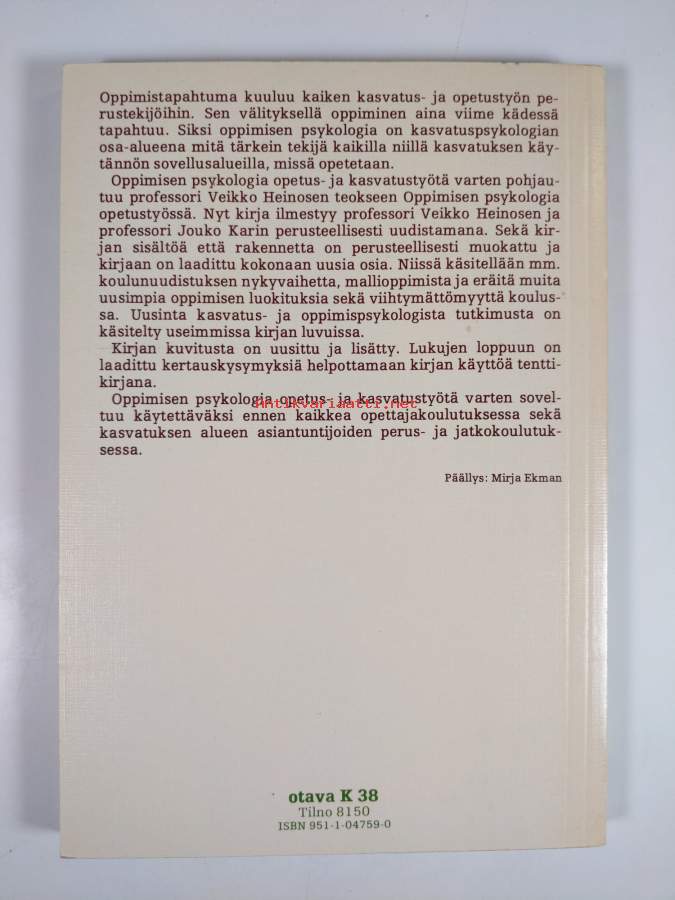 Oppimistapahtuma kuuluu kaiken kasvatus- ja opetustyön pe-
rustekijöihin. Sen välityksellä oppiminen aina viime kädessä
tapahtuu. Siksi oppimisen psykologia on kasvatuspsykologian
osa-alueena mitä tärkein tekijä kaikilla niillä kasvatuksen käy-
tännön sovellusalueilla, missä opetetaan.
Oppimisen psykologia opetus- ja kasvatustyötä varten pohjau-
tuu professori Veikko Heinosen teokseen Oppimisen psykologia
opetustyössä. Nyt kirja ilmestyy professori Veikko Heinosen ja
professori Jouko Karin perusteellisesti uudistamana. Sekä kir-
jan sisältöä että rakennetta on perusteellisesti muokattu ja
kirjaan on laadittu kokonaan uusia osia. Niissä käsitellään mm.
koulunuudistuksen nykyvaihetta, mallioppimista ja eräitä muita
uusimpia oppimisen luokituksia sekä viihtymättömyyttä koulus-
sa. Uusinta kasvatus- ja oppimispsykologista tutkimusta on
käsitelty useimmissa kirjan luvuissa.
Kirjan kuvitusta on uusittu ja lisätty. Lukujen loppuun on
laadittu kertauskysymyksiä helpottamaan kirjan käyttöä tentti-
kirjana.
Oppimisen psykologia opetus- ja kasvatustyötä varten sovel-
Antikvariaatti.net
tuu käytettäväksi ennen kaikkea opettajakoulutuksessa sekä
kasvatuksen alueen asiantuntijoiden perus- ja jatkokoulutuk-
sessa.
Päällys: Mirja Ekman
otava K 38
Tilno 8150
ISBN 951-1-04759-0